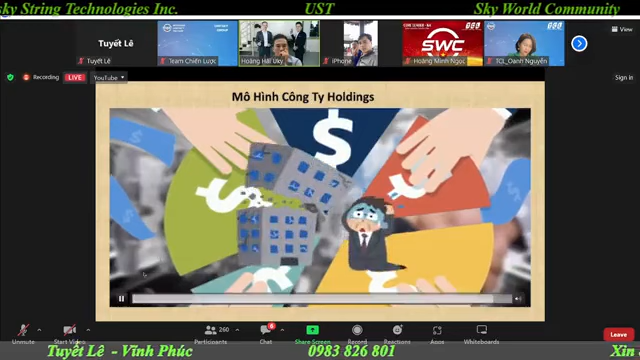 sky String Technologies Inc. UST Sky World Community
Tuyết Lê
View
Tuyết Lê
Team Chiến Lược
Hoàng Hải Uky
iPhone
SWC
Hoàng Minh Ngọc
TCL_Oanh Nguyễn
Recording LIVE YouTube
Sign in
Mô Hình Công Ty Holdings
$
$
Unmute
Start Video
Participants 260
Chat
Share Screen
Record
Reactions
Apps
Whiteboards
Leave
Tuyết Lê - Vĩnh Phúc 0983 826 801 Xin